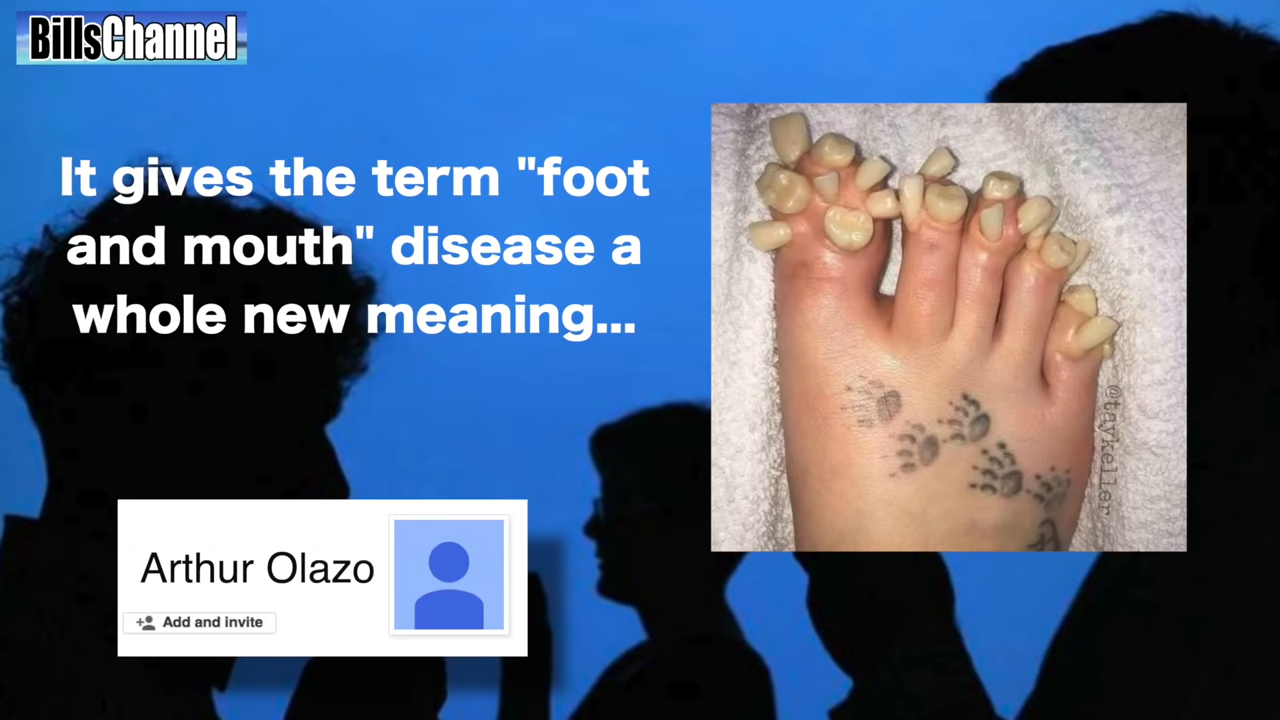 BillsChannel
It gives the term "foot
and mouth" disease a
whole new meaning...
@taykeller
Arthur Olazo
Add and invite